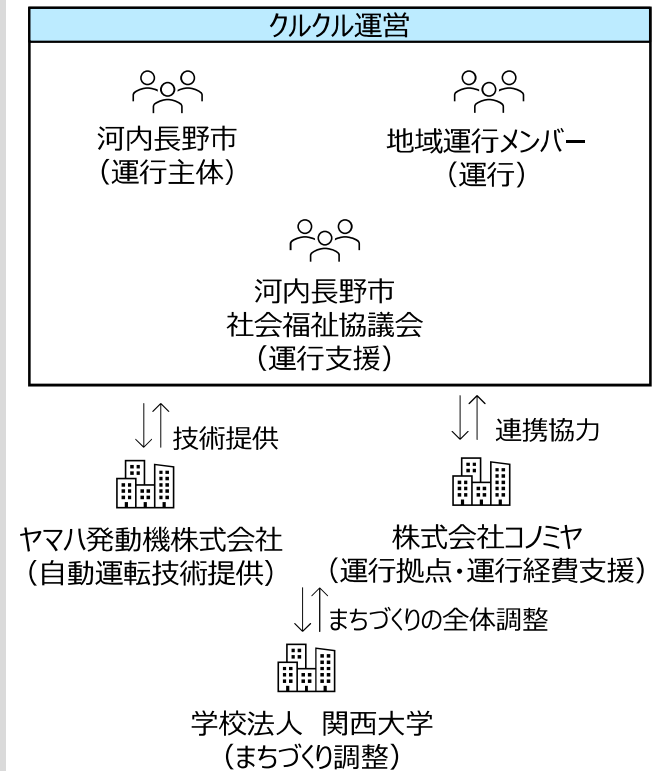 クルクル運営
河内長野市
（運行主体）
地域運行メンバー
（運行）
河内長野市
社会福祉協議会
（運行支援）
技術提供
連携協力
ヤマハ発動機株式会社
（自動運転技術提供）
株式会社コノミヤ
（運行拠点・運行経費支援）
まちづくりの全体調整
学校法人　関西大学
（まちづくり調整）